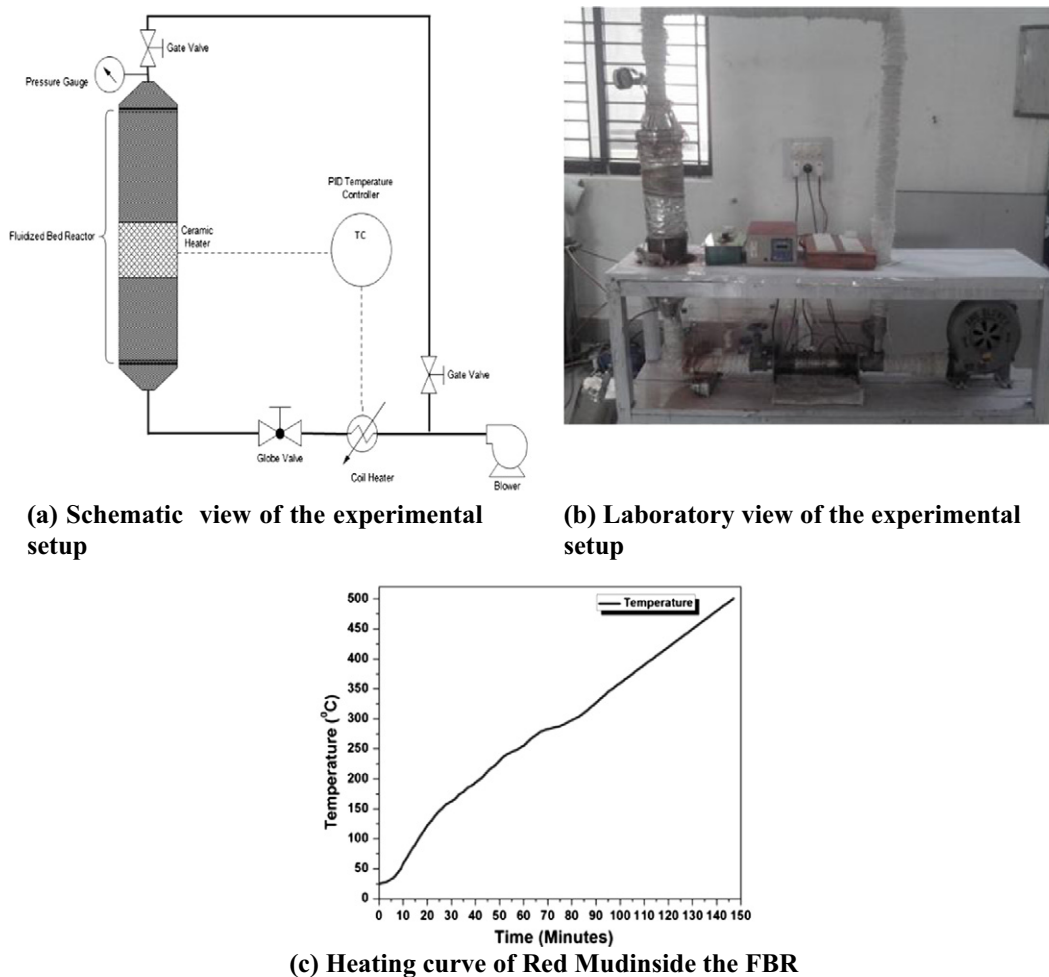 Gate Valve
Pressure Gauge
PID Temperature
Controller
Fluidized Bed Reactor
Ceramic
Heater
TC
Gate Valve
Globe Valve
Coil Heater
Blower
(a) Schematic view of the experimental
setup
(b) Laboratory view of the experimental
setup
Temperature
500
450
400
350
300
250
200
150
100
50
0
Temperature (°C)
0 10 20 30 40 50 60 70 80 90 100 110 120 130 140 150
Time (Minutes)
(c) Heating curve of Red Mudinside the FBR